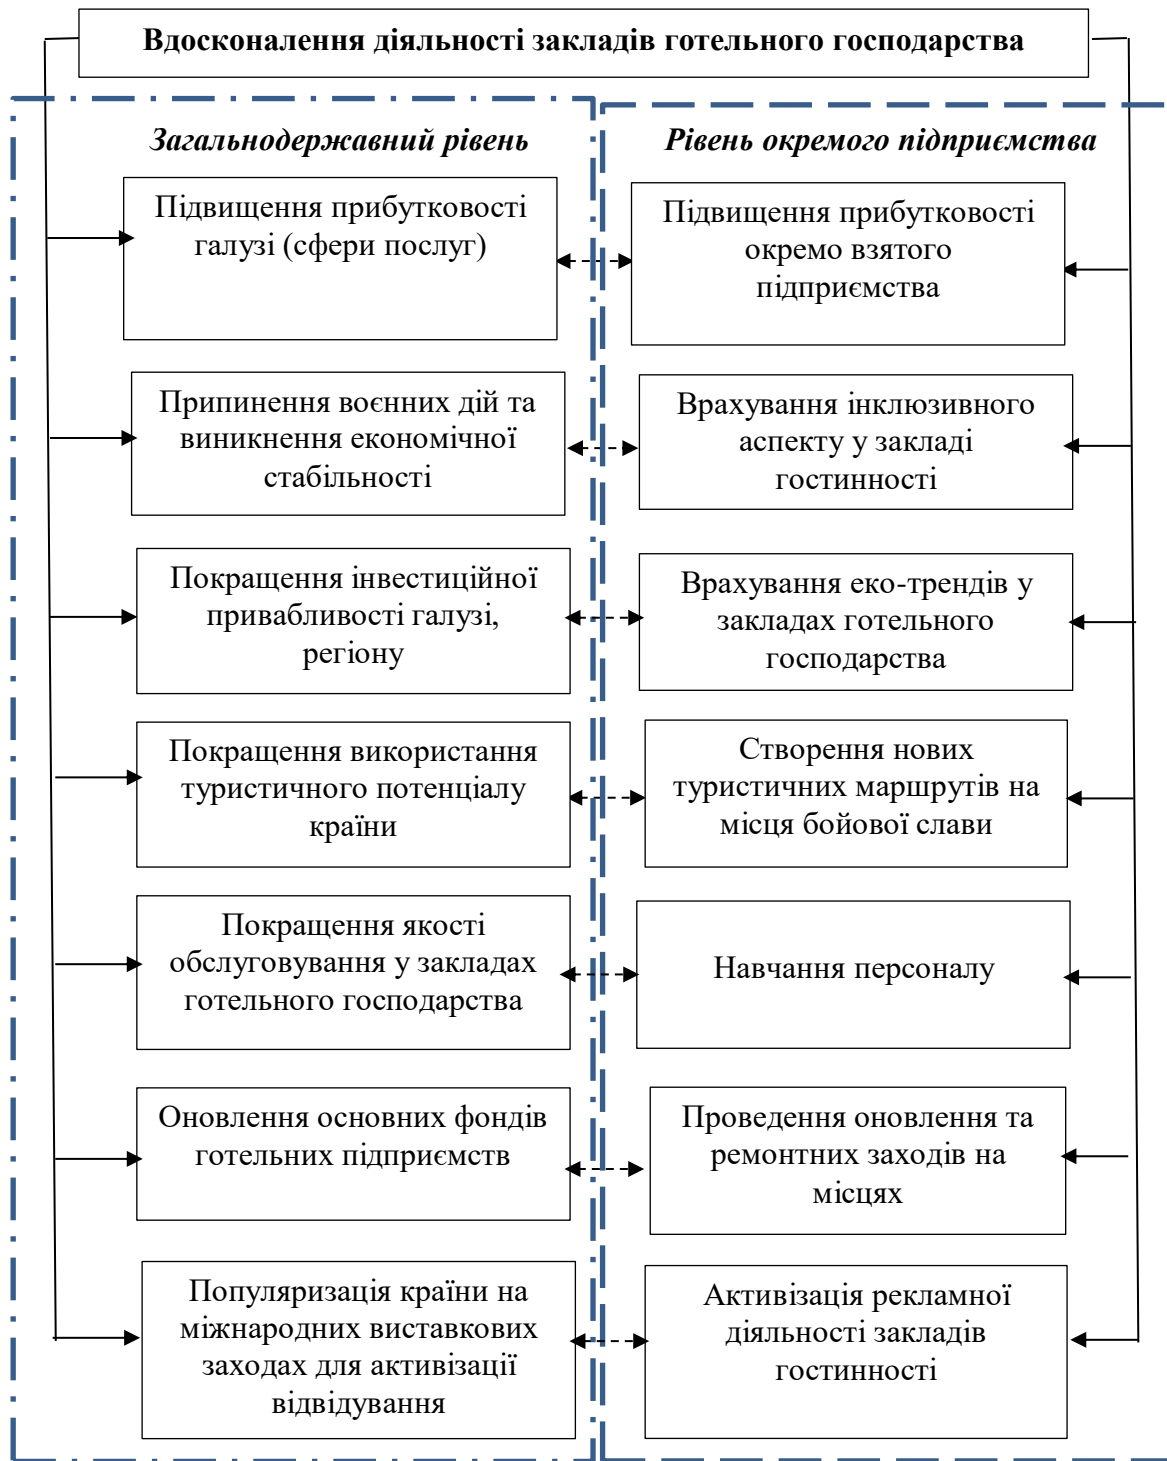 Вдосконалення діяльності закладів готельного господарства
Загальнодержавний рівень
Підвищення прибутковості
галузі (сфери послуг)
Припинення воєнних дій та
виникнення економічної
стабільності
Покращення інвестиційної
привабливості галузі,
регіону
Покращення використання
туристичного потенціалу
країни
Покращення якості
обслуговування у закладах
готельного господарства
Оновлення основних фондів
готельних підприємств
Популяризація країни на
міжнародних виставкових
заходах для активізації
відвідування
Рівень окремого підприємства
Підвищення прибутковості
окремо взятого
підприємства
Врахування інклюзивного
аспекту у закладі
гостинності
Врахування еко-трендів у
закладах готельного
господарства
Створення нових
туристичних маршрутів на
місця бойової слави
Навчання персоналу
Проведення оновлення та
ремонтних заходів на
місцях
Активізація рекламної
діяльності закладів
гостинності